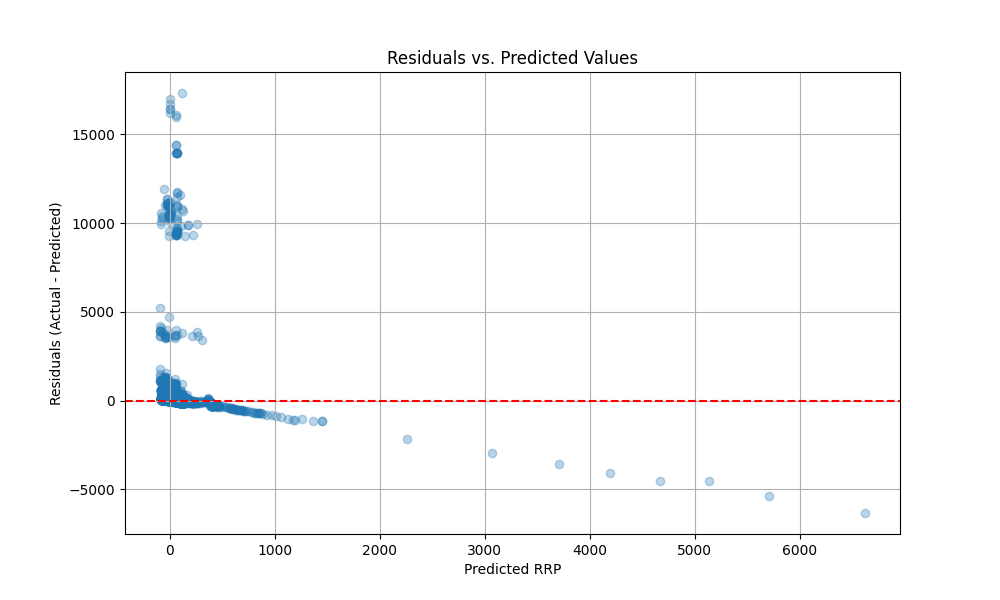 Residuals vs. Predicted Values
15000
10000
5000
0
−5000
Residuals (Actual - Predicted)
0 1000 2000 3000 4000 5000 6000
Predicted RRP